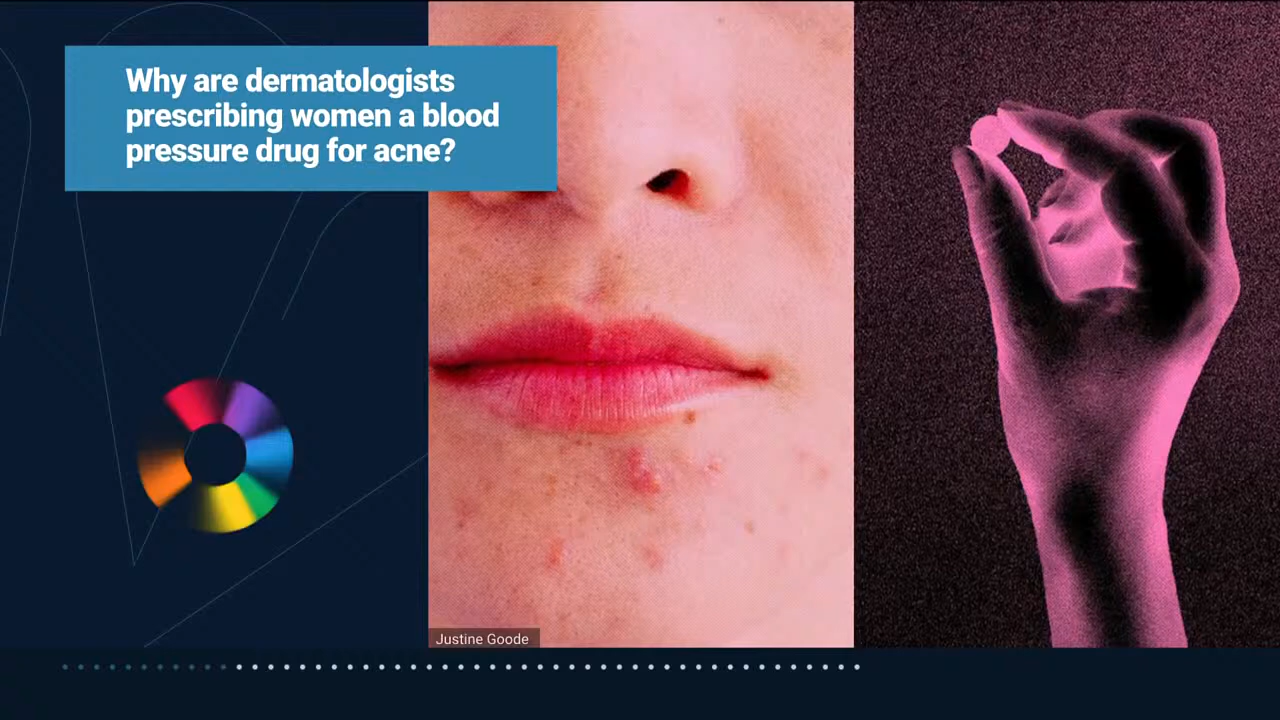 Why are dermatologists
prescribing women a blood
pressure drug for acne?
Justine Goode